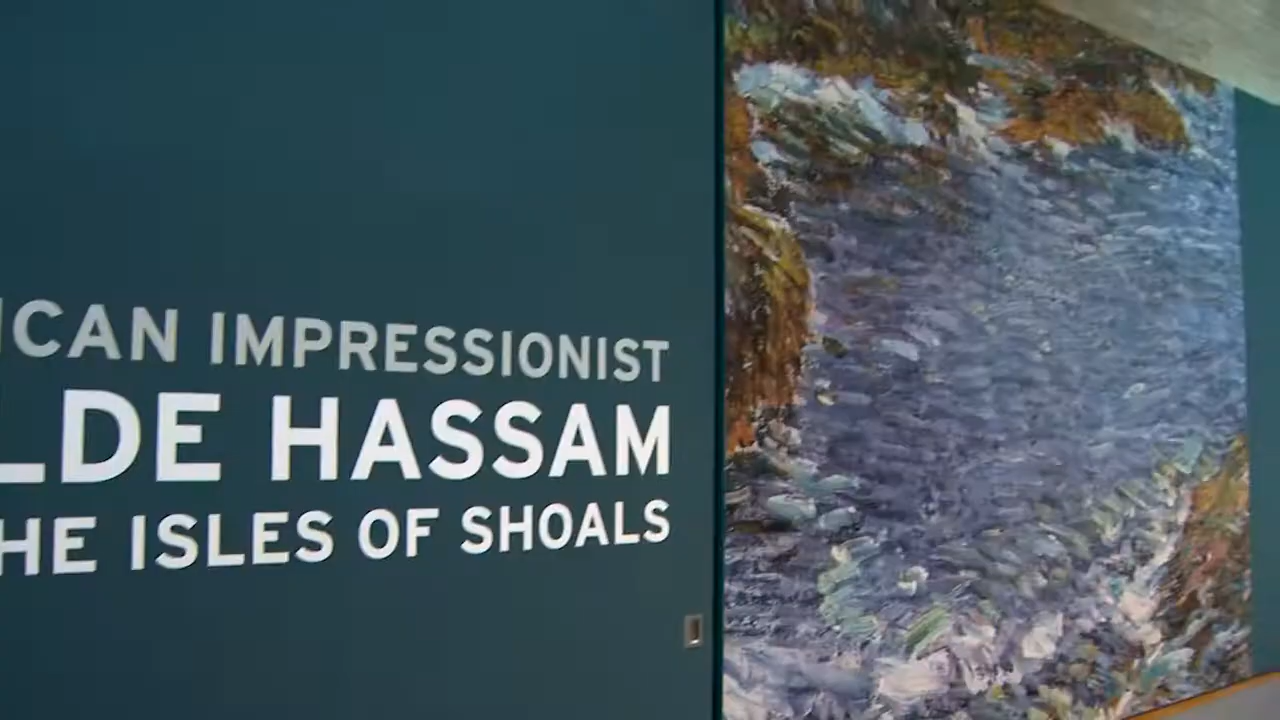 ICAN IMPRESSIONIST
LDE HASSAM
HE ISLES OF SHOALS